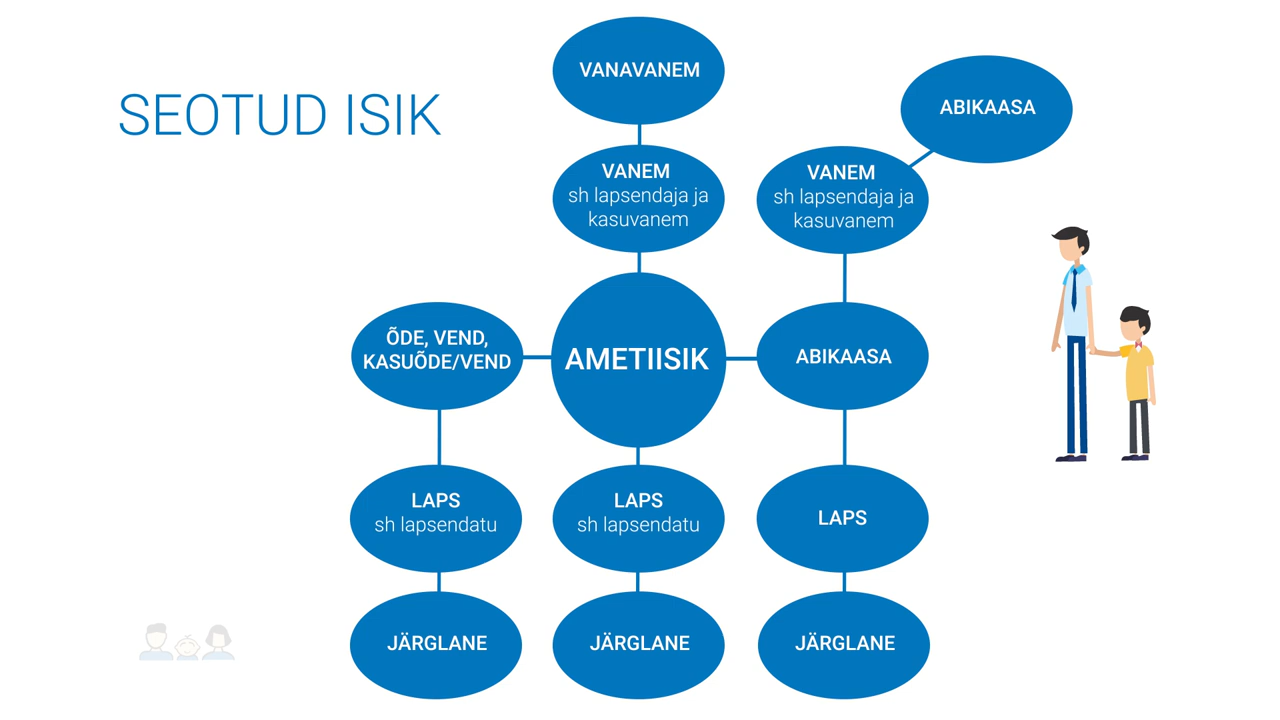 SEOTUD ISIK
VANAVANEM
ABIKAASA
VANEM
sh lapsendaja ja
kasuvanem
VANEM
sh lapsendaja ja
kasuvanem
ÕDE, VEND,
KASUÕDE/VEND
AMETIISIK
ABIKAASA
LAPS
sh lapsendatu
LAPS
sh lapsendatu
LAPS
JÄRGLANE
JÄRGLANE
JÄRGLANE